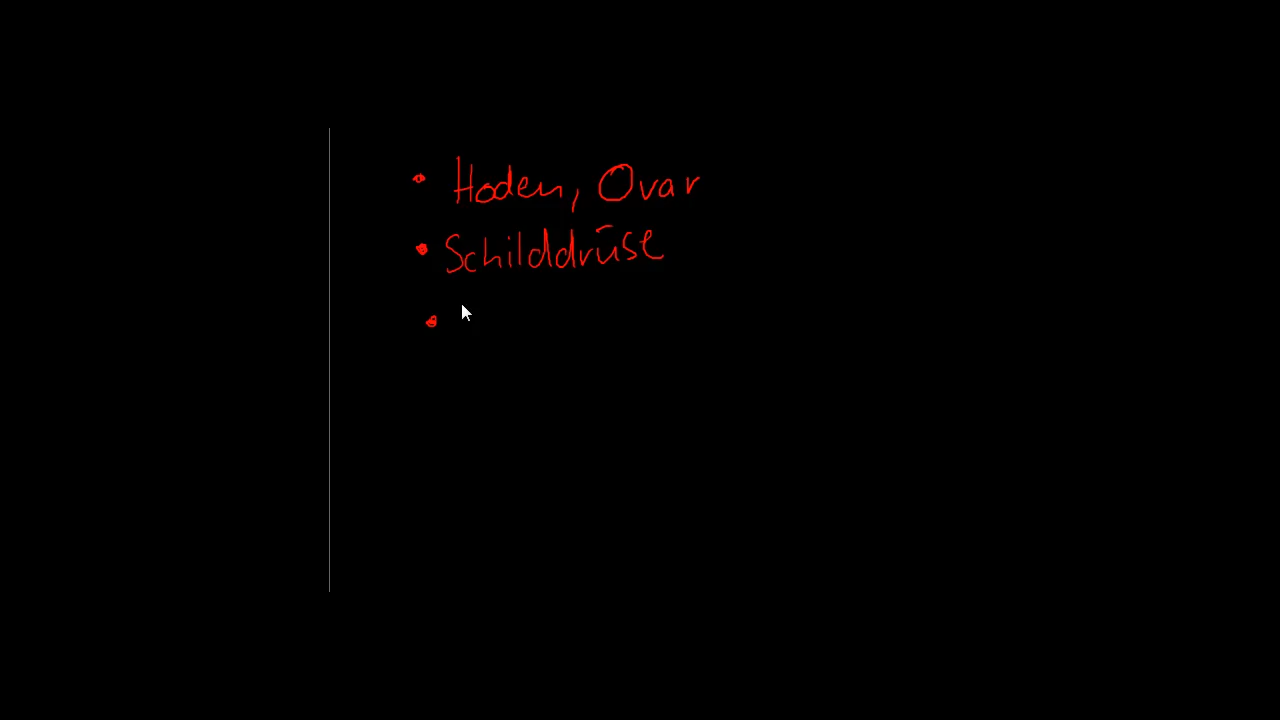 • Hoden, Ovar
• Schilddrüse
•